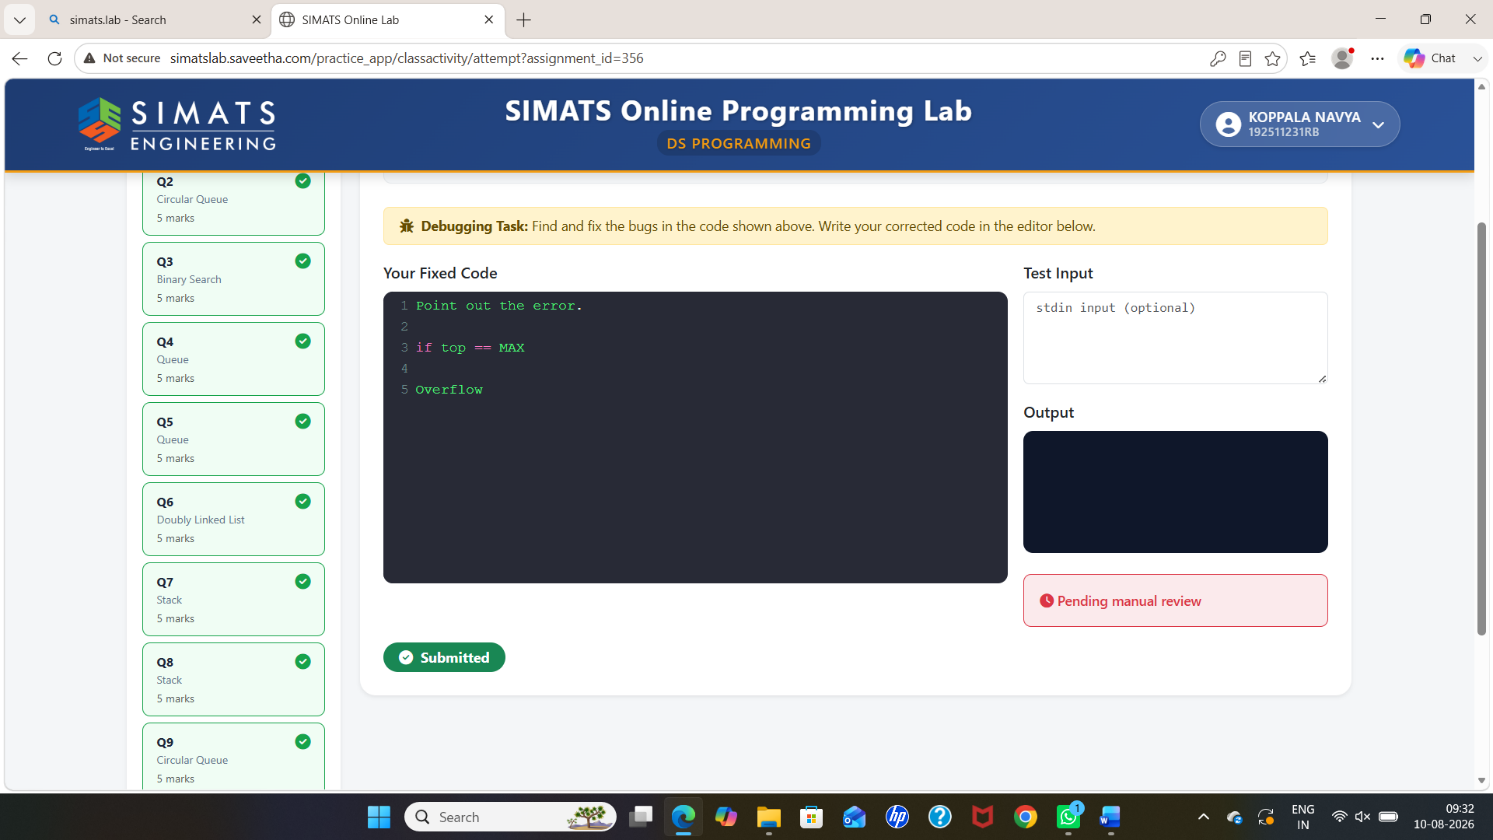 simats.lab - Search
SIMATS Online Lab
Not secure simatslab.saveetha.com/practice_app/classactivity/attempt?assignment_id=356
Chat
SIMATS
ENGINEERING
Engineer to Excel
SIMATS Online Programming Lab
DS PROGRAMMING
KOPPALA NAVYA
192511231RB
Q2
Circular Queue
5 marks
Q3
Binary Search
5 marks
Q4
Queue
5 marks
Q5
Queue
5 marks
Q6
Doubly Linked List
5 marks
Q7
Stack
5 marks
Q8
Stack
5 marks
Q9
Circular Queue
5 marks
Debugging Task: Find and fix the bugs in the code shown above. Write your corrected code in the editor below.
Your Fixed Code
1 Point out the error.
2
3 if top == MAX
4
5 Overflow
Submitted
Test Input
stdin input (optional)
Output
Pending manual review
Search
hp
1
W
ENG
IN
09:32
10-08-2026